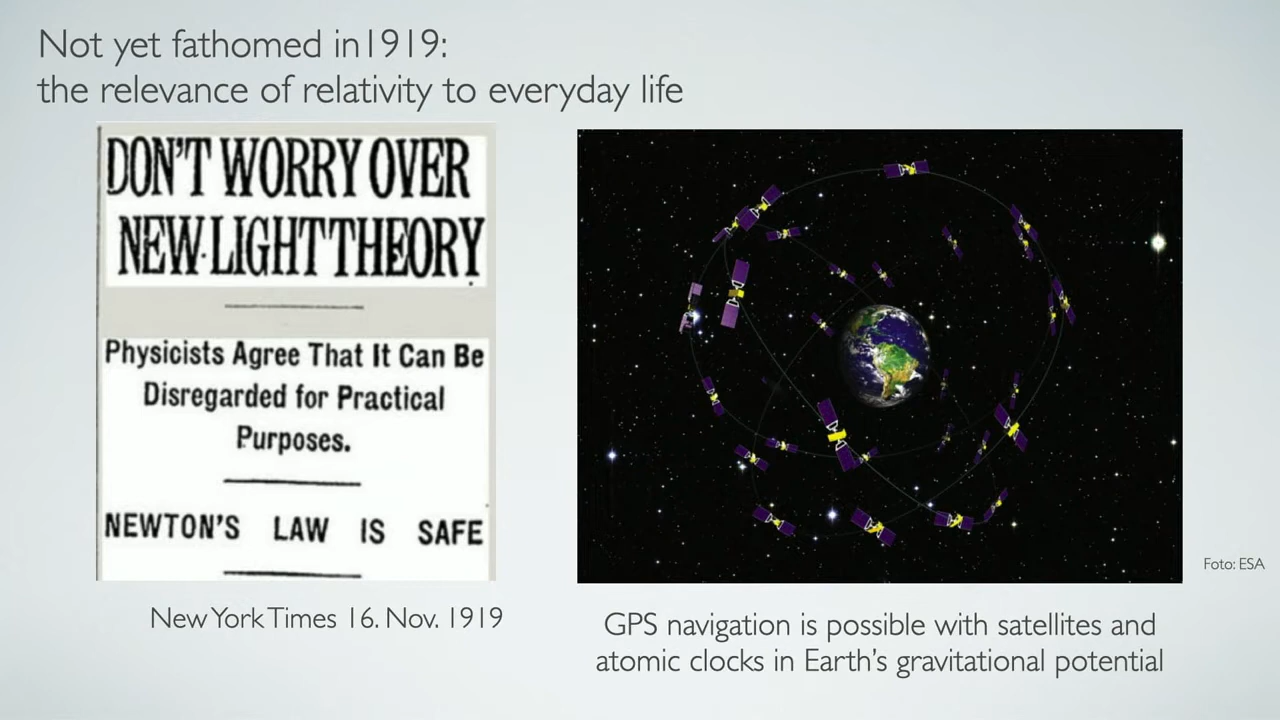 Not yet fathomed in1919:
the relevance of relativity to everyday life
DON'T WORRY OVER
NEW LIGHT THEORY
Physicists Agree That It Can Be
Disregarded for Practical
Purposes.
NEWTON'S LAW IS SAFE
New York Times 16. Nov. 1919
Foto: ESA
GPS navigation is possible with satellites and
atomic clocks in Earth's gravitational potential